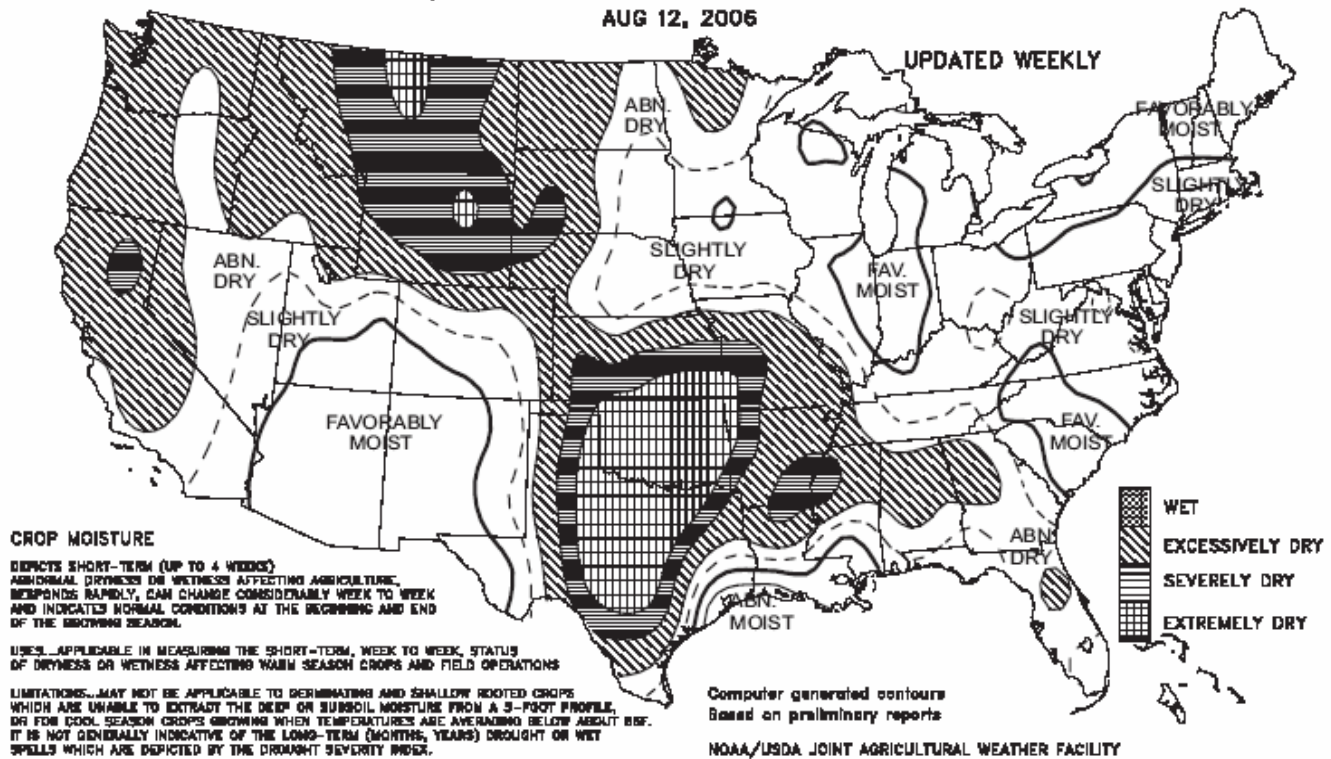 AUG 12, 2006
UPDATED WEEKLY
ABN.
DRY
FAVORABLY
MOIST
SLIGHTLY
DRY
ABN.
DRY
SLIGHTLY
DRY
FAV.
MOIST
SLIGHTLY
DRY
SLIGHTLY
DRY
FAVORABLY
MOIST
FAV.
MOIST
ABN.
DRY
ABN.
MOIST
WET
EXCESSIVELY DRY
SEVERELY DRY
EXTREMELY DRY
CROP MOISTURE
DEPICTS SHORT-TERM (UP TO 4 WEEKS)
ABNORMAL DRYNESS OR WETNESS AFFECTING AGRICULTURE,
RESPONDS RAPIDLY, CAN CHANGE CONSIDERABLY WEEK TO WEEK
AND INDICATES NORMAL CONDITIONS AT THE BEGINNING AND END
OF THE GROWING SEASON.
USES...APPLICABLE IN MEASURING THE SHORT-TERM, WEEK TO WEEK, STATUS
OF DRYNESS OR WETNESS AFFECTING WARM SEASON CROPS AND FIELD OPERATIONS
LIMITATIONS...MAY NOT BE APPLICABLE TO GERMINATING AND SHALLOW ROOTED CROPS
WHICH ARE UNABLE TO EXTRACT THE DEEP OR SUBSOIL MOISTURE FROM A 5-FOOT PROFILE,
OR FOR COOL SEASON CROPS GROWING WHEN TEMPERATURES ARE AVERAGING BELOW ABOUT 55F.
IT IS NOT GENERALLY INDICATIVE OF THE LONG-TERM (MONTHS, YEARS) DROUGHT OR WET
SPELLS WHICH ARE DEPICTED BY THE DROUGHT SEVERITY INDEX.
Computer generated contours
Based on preliminary reports
NOAA/USDA JOINT AGRICULTURAL WEATHER FACILITY